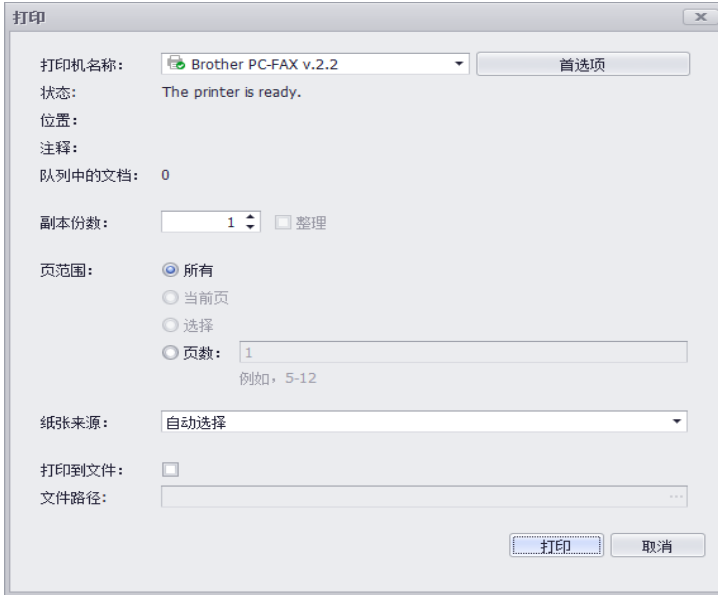 打印
打印机名称: Brother PC-FAX v.2.2 首选项
状态: The printer is ready.
位置:
注释:
队列中的文档: 0
副本份数: 1 整理
页范围: 所有
当前页
选择
页数: 1
例如，5-12
纸张来源: 自动选择
打印到文件:
文件路径: ...
打印 取消